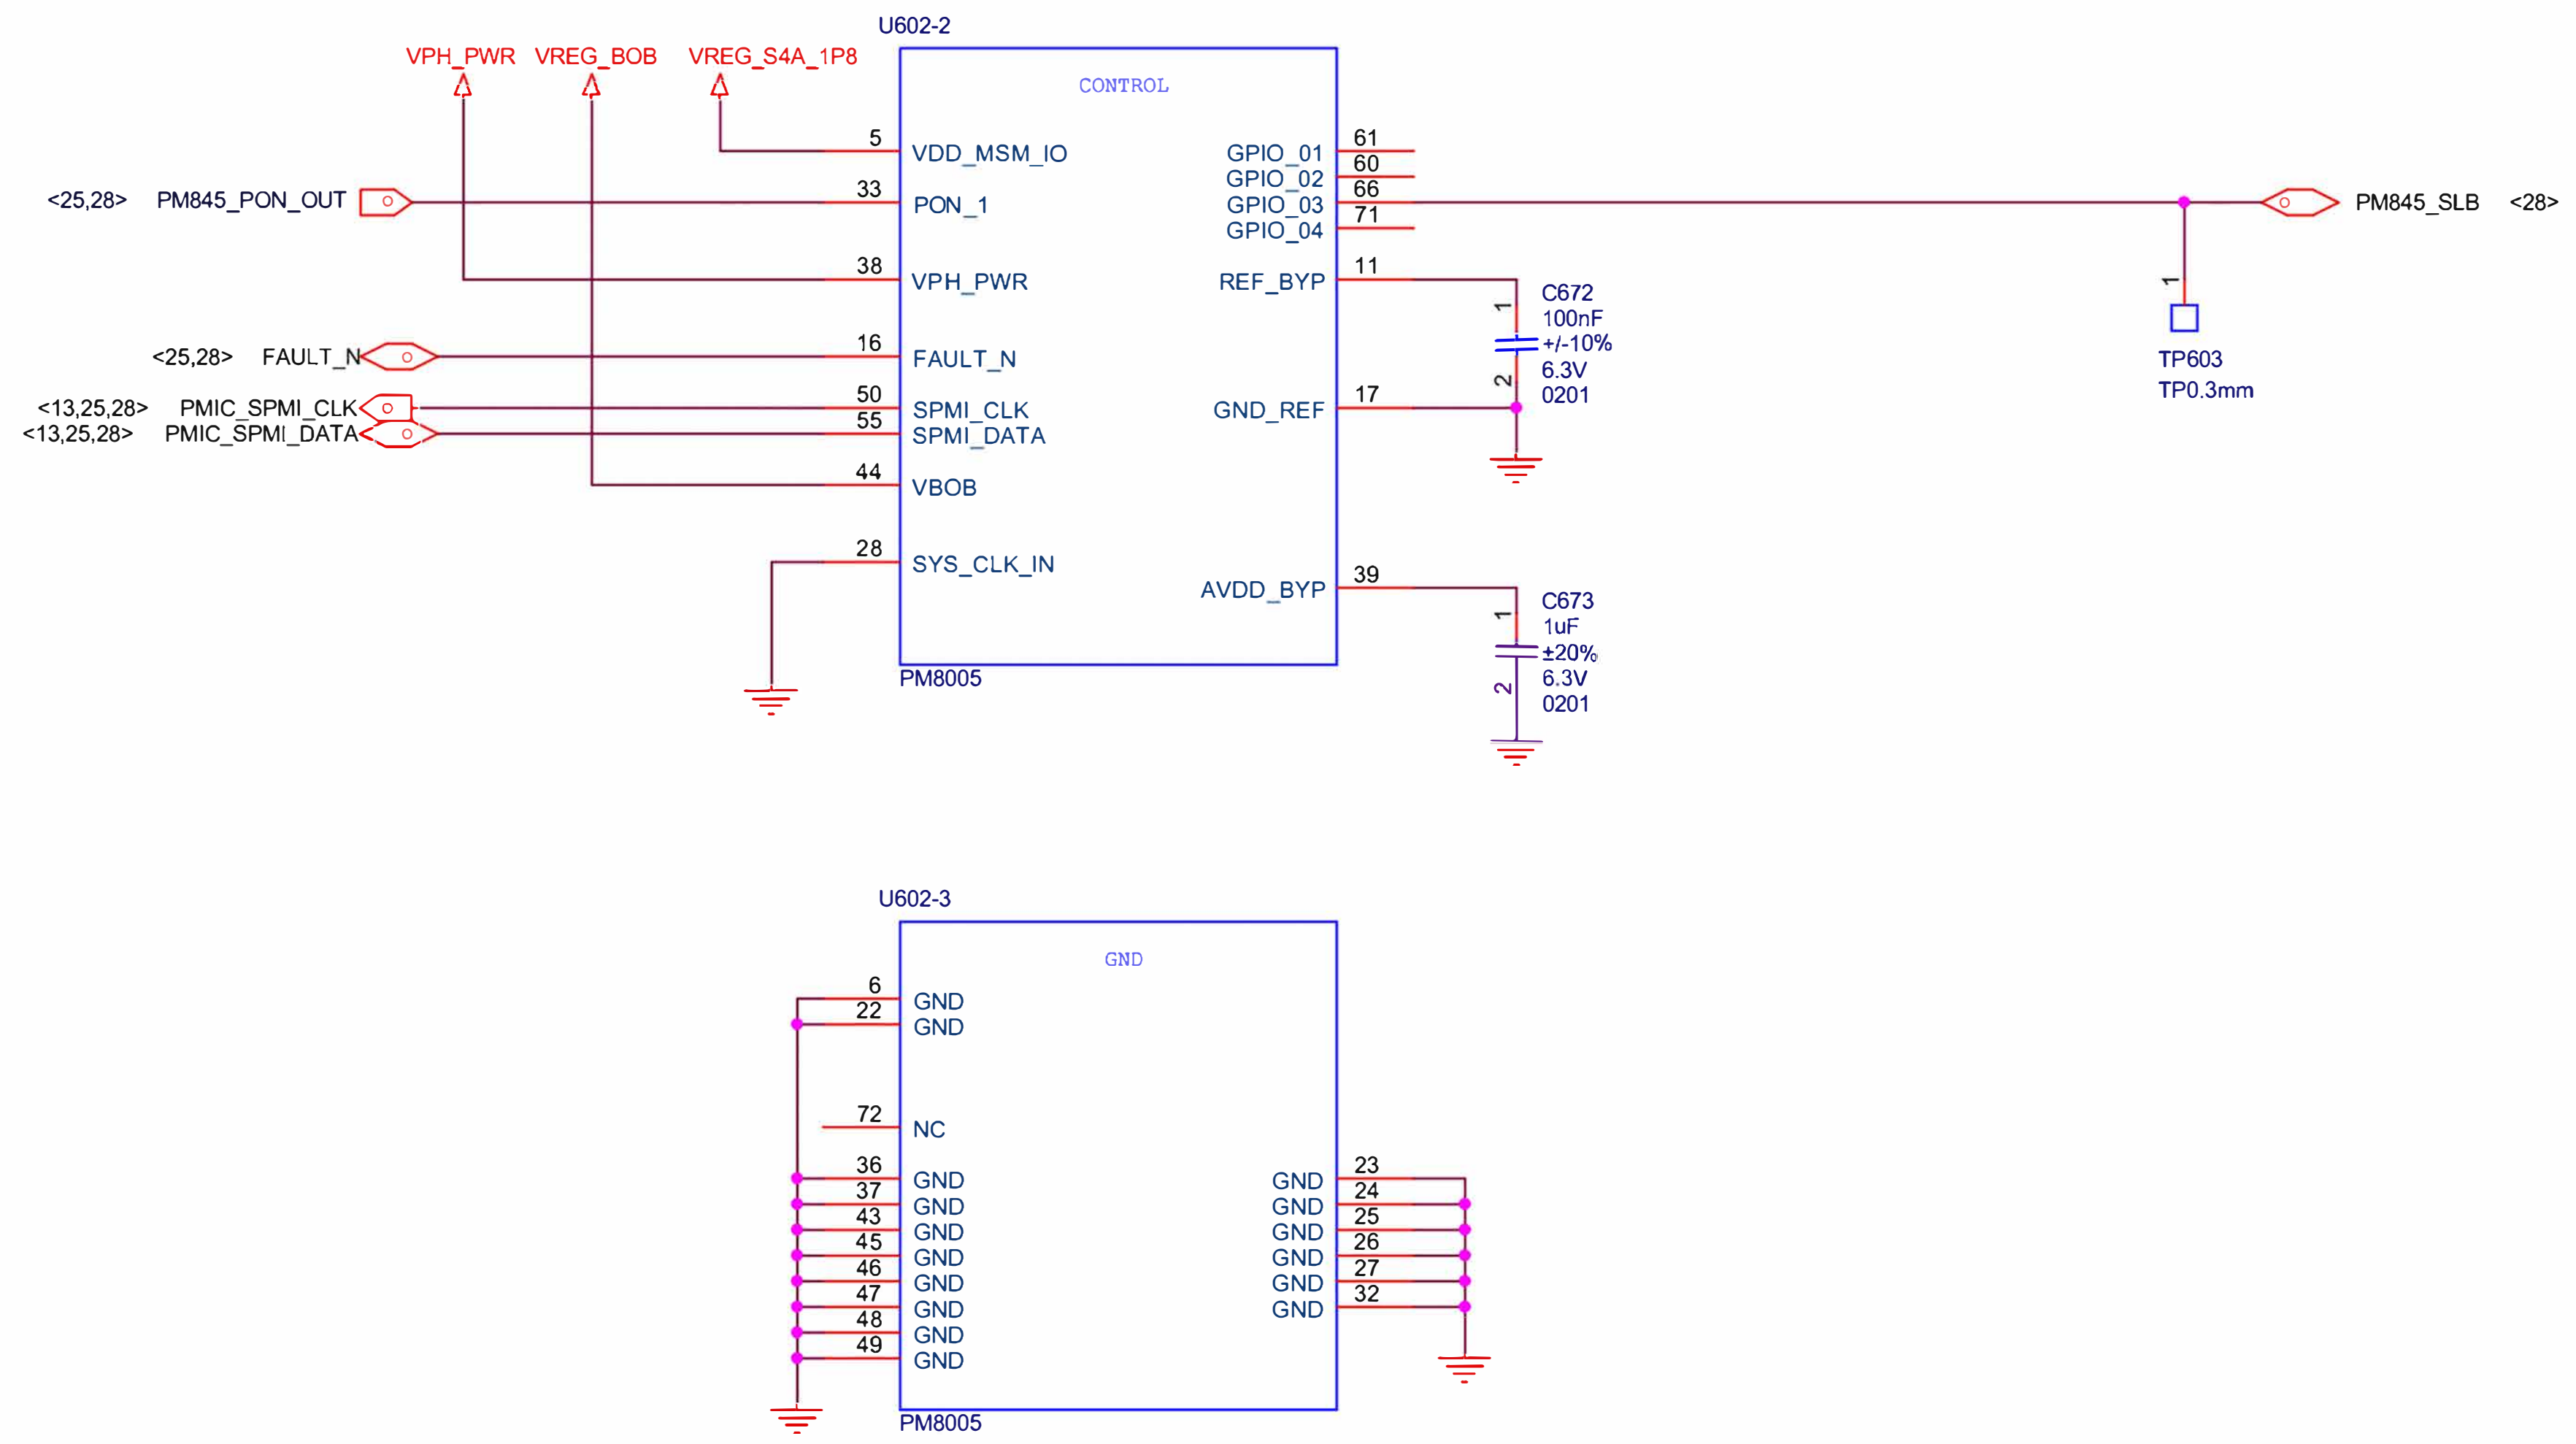 U602-2
VPH_PWR VREG_BOB VREG_S4A_1P8
CONTROL
5 VDD_MSM_IO
<25,28> PM845_PON_OUT 33 PON_1
38 VPH_PWR
<25,28> FAULT_N 16 FAULT_N
<13,25,28> PMIC_SPMI_CLK 50 SPMI_CLK
<13,25,28> PMIC_SPMI_DATA 55 SPMI_DATA
44 VBOB
28 SYS_CLK_IN
GPIO_01 61
GPIO_02 60
GPIO_03 66 PM845_SLB <28>
GPIO_04 71
REF_BYP 11
GND_REF 17
AVDD_BYP 39
1
C672
100nF
+/-10%
6.3V
2
0201
1
TP603
TP0.3mm
1
C673
1uF
±20%
6.3V
2
0201
PM8005
U602-3
GND
6 GND
22 GND
72 NC
36 GND
37 GND
43 GND
45 GND
46 GND
47 GND
48 GND
49 GND
GND 23
GND 24
GND 25
GND 26
GND 27
GND 32
PM8005